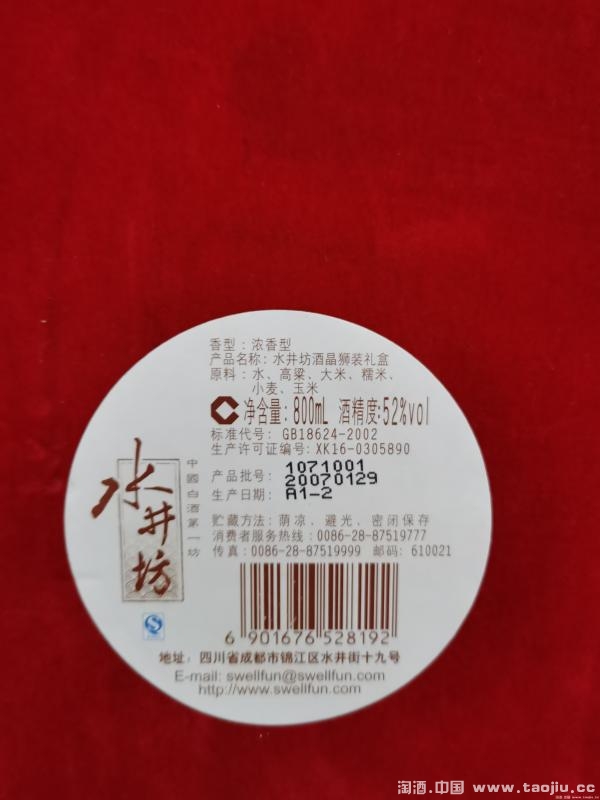 香型：浓香型
产品名称：水井坊酒晶狮装礼盒
原料：水、高粱、大米、糯米、
小麦、玉米
净含量：800mL 酒精度：52%vol
标准代号：GB18624-2002
生产许可证编号：XK16-0305890
产品批号：1071001
20070129
生产日期：A1-2
贮藏方法：荫凉、避光、密闭保存
消费者服务热线：0086-28-87519777
传真：0086-28-87519999 邮码：610021
水井坊
中國白酒第一坊
6 901676 528192
地址：四川省成都市锦江区水井街十九号
E-mail: swellfun@swellfun.com
http://www.swellfun.com
淘酒.中国 www.taojiu.cc